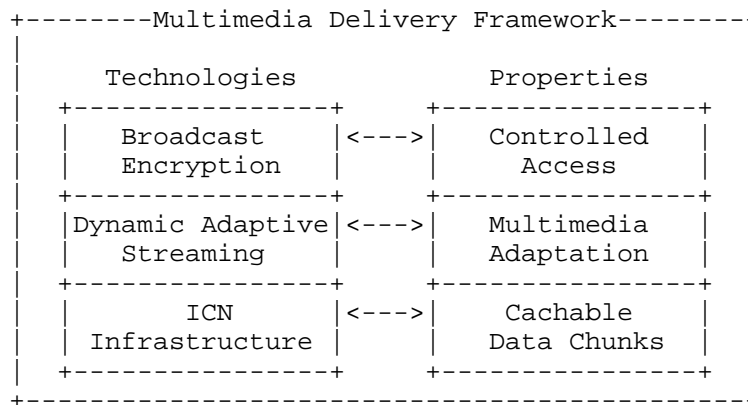 Multimedia Delivery Framework
Technologies Properties
Broadcast <---> Controlled
Encryption Access
Dynamic Adaptive <---> Multimedia
Streaming Adaptation
ICN <---> Cachable
Infrastructure Data Chunks